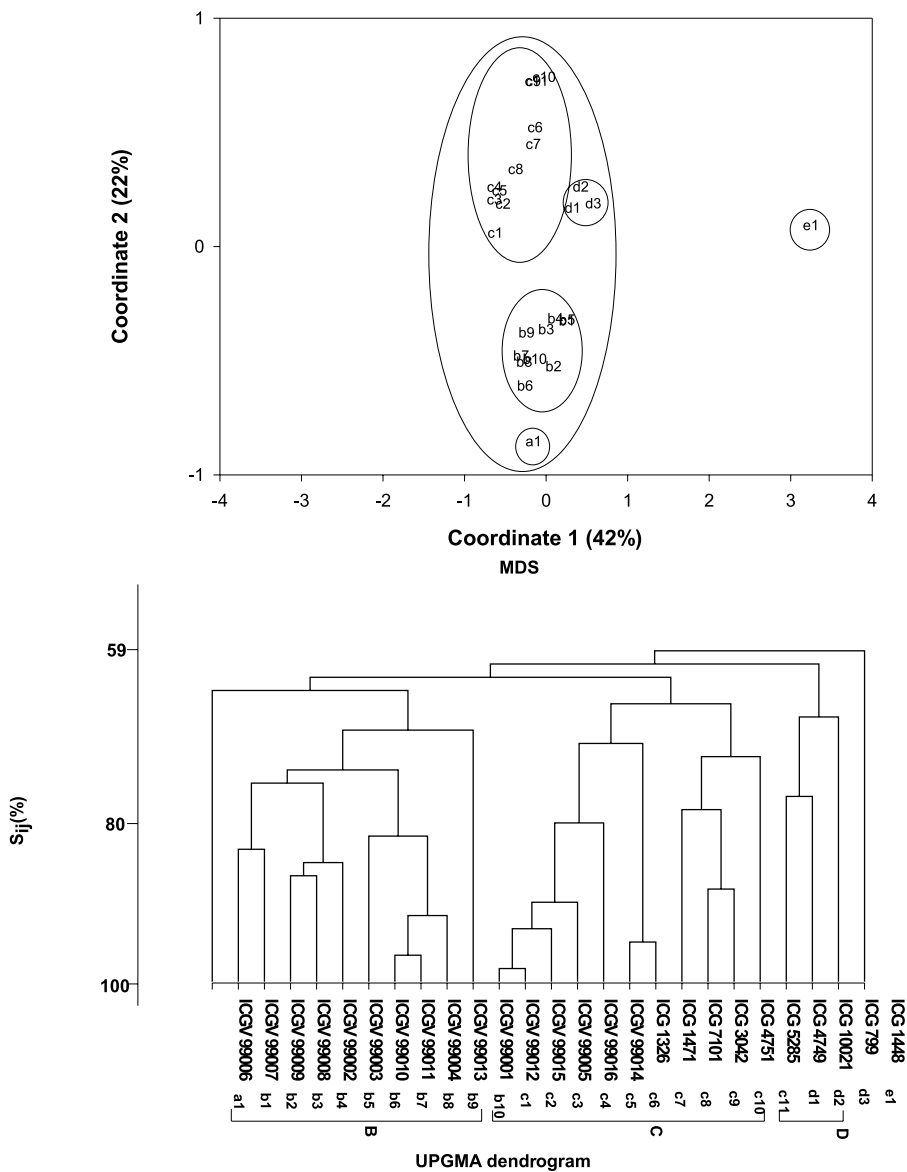 1
Coordinate 2 (22%)
0
-1
-4
-3
-2
-1
0
1
2
3
4
c10
c6
c7
c8
c4
c5
c3
c2
c1
d2
d1
d3
e1
b4
b5
b3
b9
b7
b8
b10
b2
b6
a1
Coordinate 1 (42%)
MDS
59
80
100
Sij(%)
ICGV 99006
ICGV 99007
ICGV 99009
ICGV 99008
ICGV 99002
ICGV 99003
ICGV 99010
ICGV 99011
ICGV 99004
ICGV 99013
ICGV 99001
ICGV 99012
ICGV 99015
ICGV 99005
ICGV 99016
ICGV 99014
ICG 1326
ICG 1471
ICG 7101
ICG 3042
ICG 4751
ICG 5285
ICG 4749
ICG 10021
ICG 799
ICG 1448
a1
b1
b2
b3
b4
b5
b6
b7
b8
b9
b10
c1
c2
c3
c4
c5
c6
c7
c8
c9
c10
c11
d1
d2
d3
e1
B
C
D
UPGMA dendrogram